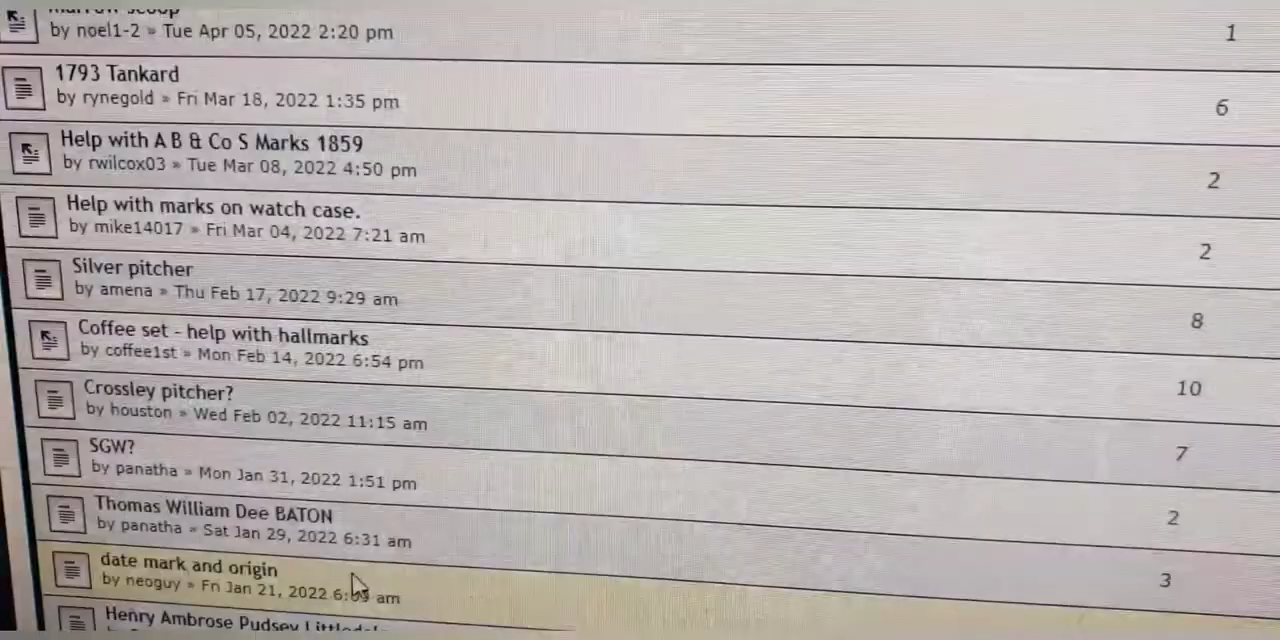 marrow scoop
by noel1-2 » Tue Apr 05, 2022 2:20 pm
1
1793 Tankard
by rynegold » Fri Mar 18, 2022 1:35 pm
6
Help with A B & Co S Marks 1859
by rwilcox03 » Tue Mar 08, 2022 4:50 pm
2
Help with marks on watch case.
by mike14017 » Fri Mar 04, 2022 7:21 am
2
Silver pitcher
by amena » Thu Feb 17, 2022 9:29 am
8
Coffee set - help with hallmarks
by coffee1st » Mon Feb 14, 2022 6:54 pm
10
Crossley pitcher?
by houston » Wed Feb 02, 2022 11:15 am
7
SGW?
by panatha » Mon Jan 31, 2022 1:51 pm
2
Thomas William Dee BATON
by panatha » Sat Jan 29, 2022 6:31 am
3
date mark and origin
by neoguy » Fri Jan 21, 2022 am
Henry Ambrose Pudsey